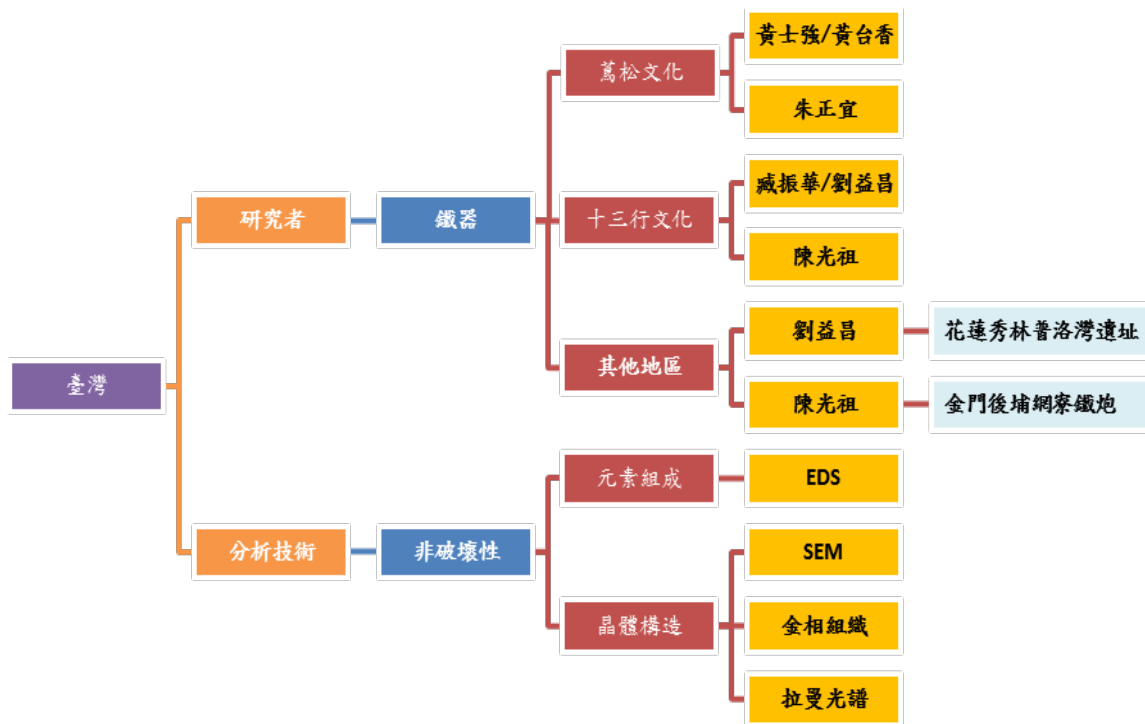 臺灣
研究者
鐵器
蔦松文化
黃士強/黃台香
朱正宜
十三行文化
臧振華/劉益昌
陳光祖
其他地區
劉益昌
花蓮秀林普洛灣遺址
陳光祖
金門後埔網寮鐵炮
分析技術
非破壞性
元素組成
EDS
晶體構造
SEM
金相組織
拉曼光譜